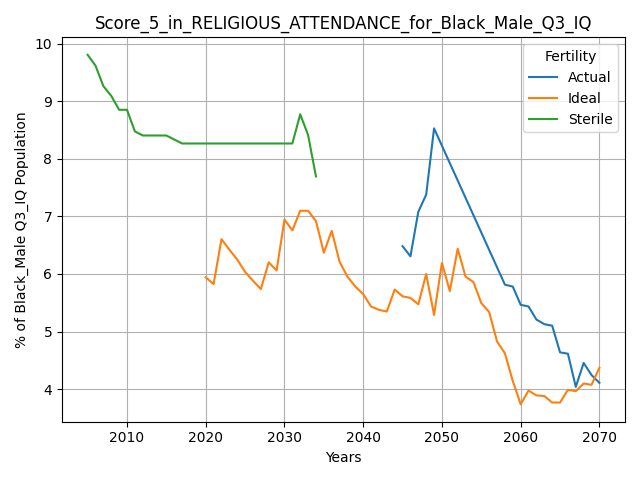 Score_5_in_RELIGIOUS_ATTENDANCE_for_Black_Male_Q3_IQ
% of Black_Male Q3_IQ Population
10
9
8
7
6
5
4
Fertility
Actual
Ideal
Sterile
2010 2020 2030 2040 2050 2060 2070
Years